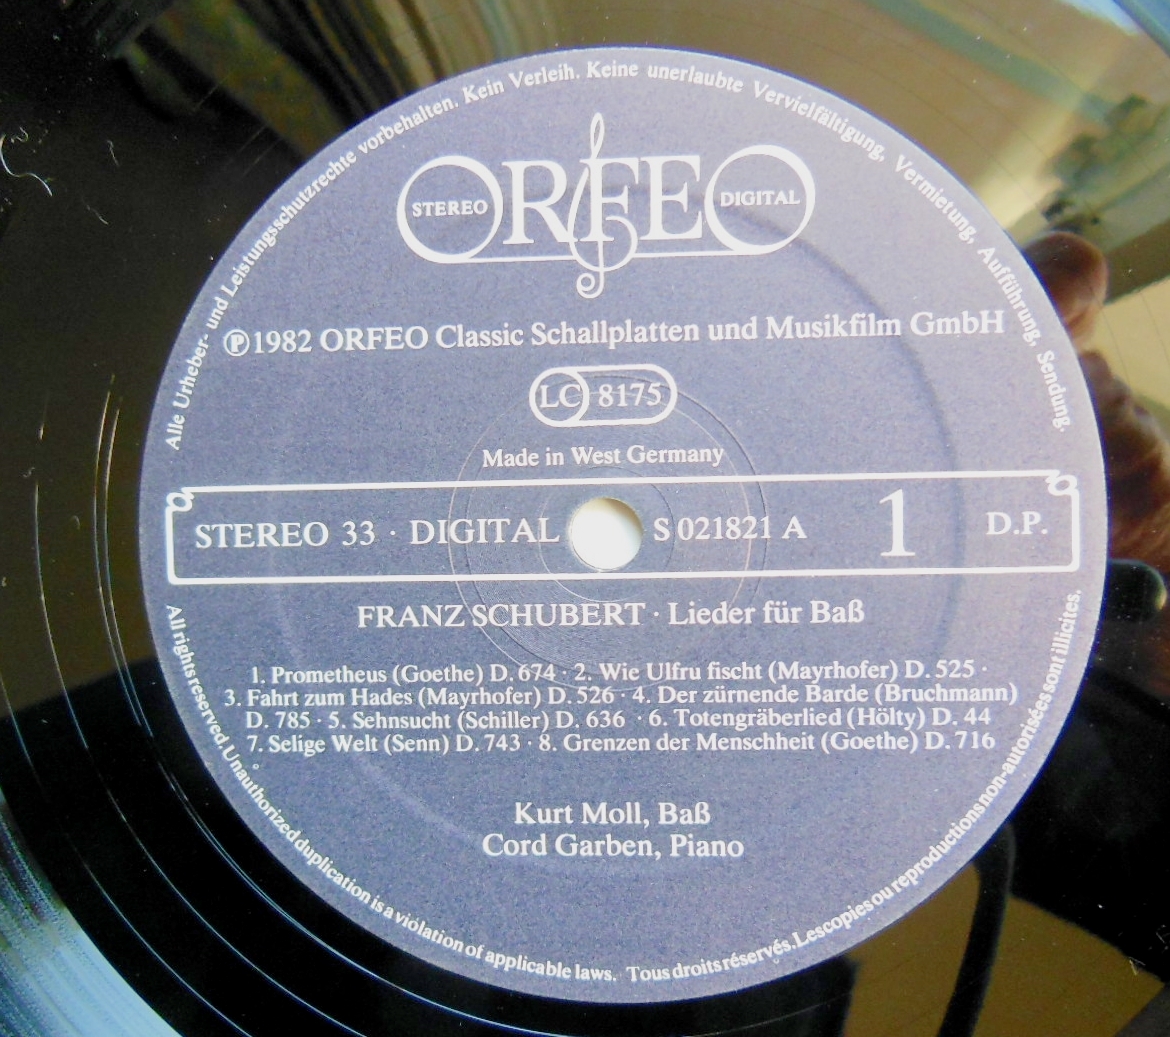 Alle Urheber- und Leistungsschutzrechte vorbehalten. Kein Verleih. Keine unerlaubte Vervielfältigung, Vermietung, Aufführung, Sendung.
ORFEO
STEREO
DIGITAL
Ⓟ1982 ORFEO Classic Schallplatten und Musikfilm GmbH
LC 8175
Made in West Germany
STEREO 33 · DIGITAL S 021821 A 1 D.P.
FRANZ SCHUBERT · Lieder für Baß
1. Prometheus (Goethe) D. 674 · 2. Wie Ulfru fischt (Mayrhofer) D. 525 ·
3. Fahrt zum Hades (Mayrhofer) D. 526 · 4. Der zürnende Barde (Bruchmann)
D. 785 · 5. Sehnsucht (Schiller) D. 636 · 6. Totengräberlied (Hölty) D. 44
7. Selige Welt (Senn) D. 743 · 8. Grenzen der Menschheit (Goethe) D. 716
Kurt Moll, Baß
Cord Garben, Piano
All rights reserved. Unauthorized duplication is a violation of applicable laws. Tous droits réservés. Les copies ou reproductions non-autorisées sont illicites.